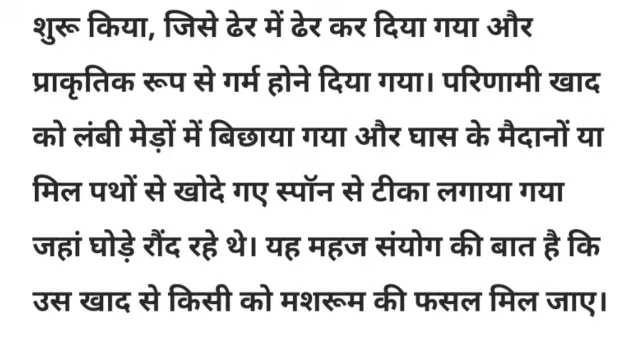 शुरू किया, जिसे ढेर में ढेर कर दिया गया और
प्राकृतिक रूप से गर्म होने दिया गया। परिणामी खाद
को लंबी मेड़ों में बिछाया गया और घास के मैदानों या
मिल पथों से खोदे गए स्पॉन से टीका लगाया गया
जहां घोड़े रौंद रहे थे। यह महज संयोग की बात है कि
उस खाद से किसी को मशरूम की फसल मिल जाए।